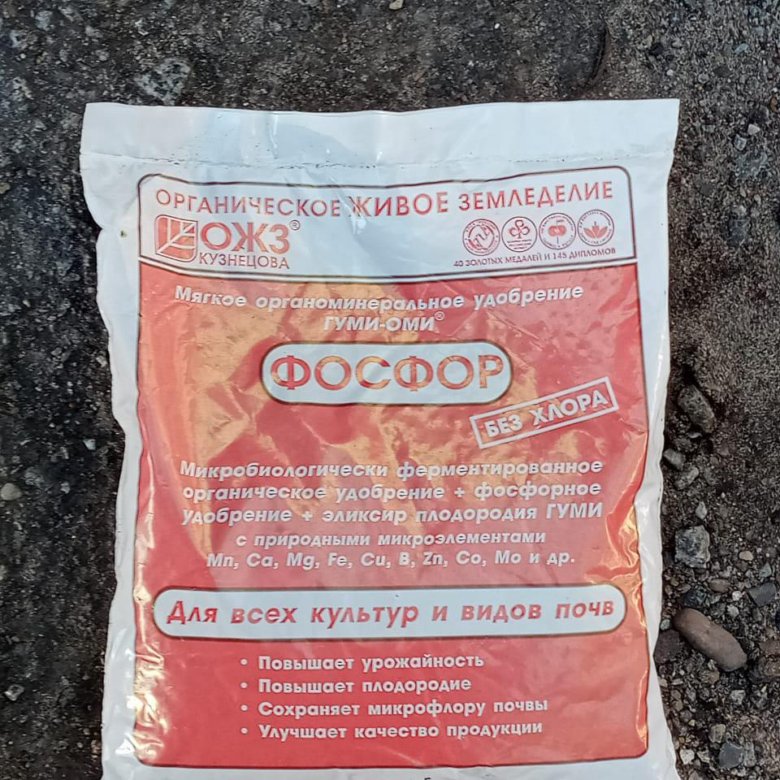 ОРГАНИЧЕСКОЕ ЖИВОЕ ЗЕМЛЕДЕЛИЕ
ОЖЗ®
КУЗНЕЦОВА
40 ЗОЛОТЫХ МЕДАЛЕЙ И 145 ДИПЛОМОВ
Мягкое органоминеральное удобрение
ГУМИ-ОМИ®
ФОСФОР
БЕЗ ХЛОРА
Микробиологически ферментированное
органическое удобрение + фосфорное
удобрение + эликсир плодородия ГУМИ
с природными микроэлементами
Mn, Ca, Mg, Fe, Cu, B, Zn, Co, Mo и др.
Для всех культур и видов почв
• Повышает урожайность
• Повышает плодородие
• Сохраняет микрофлору почвы
• Улучшает качество продукции